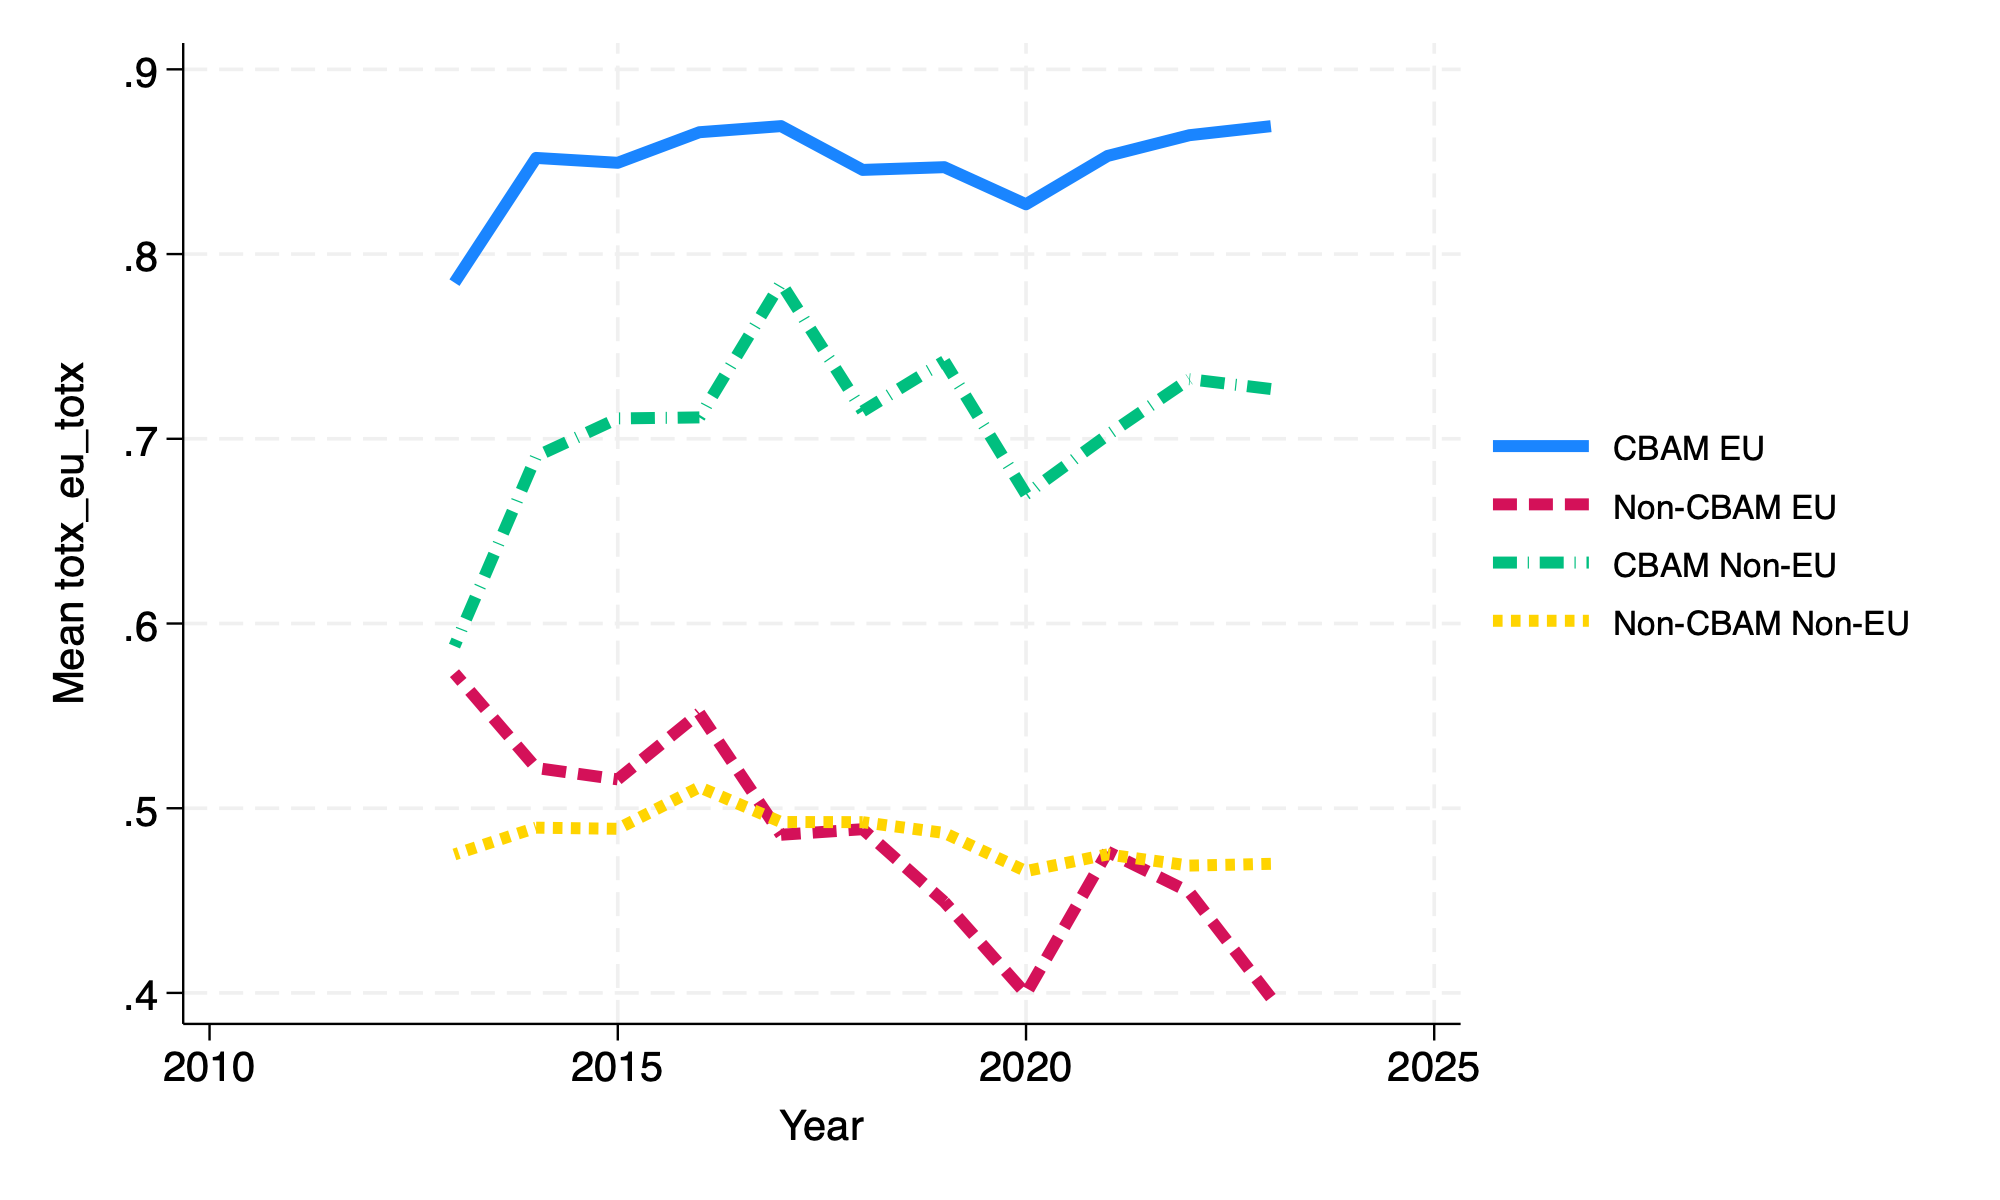 .9
.8
.7
.6
.5
.4
Mean totx_eu_totx
2010 2015 2020 2025
Year
CBAM EU
Non-CBAM EU
CBAM Non-EU
Non-CBAM Non-EU